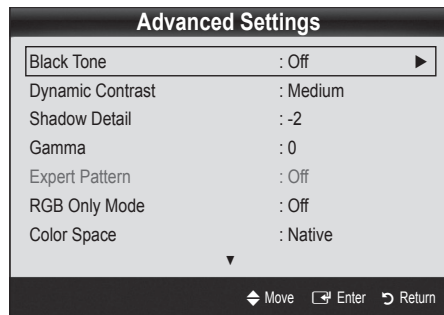 Advanced Settings
Black Tone : Off ▶
Dynamic Contrast : Medium
Shadow Detail : -2
Gamma : 0
Expert Pattern : Off
RGB Only Mode : Off
Color Space : Native
▼
Move Enter Return